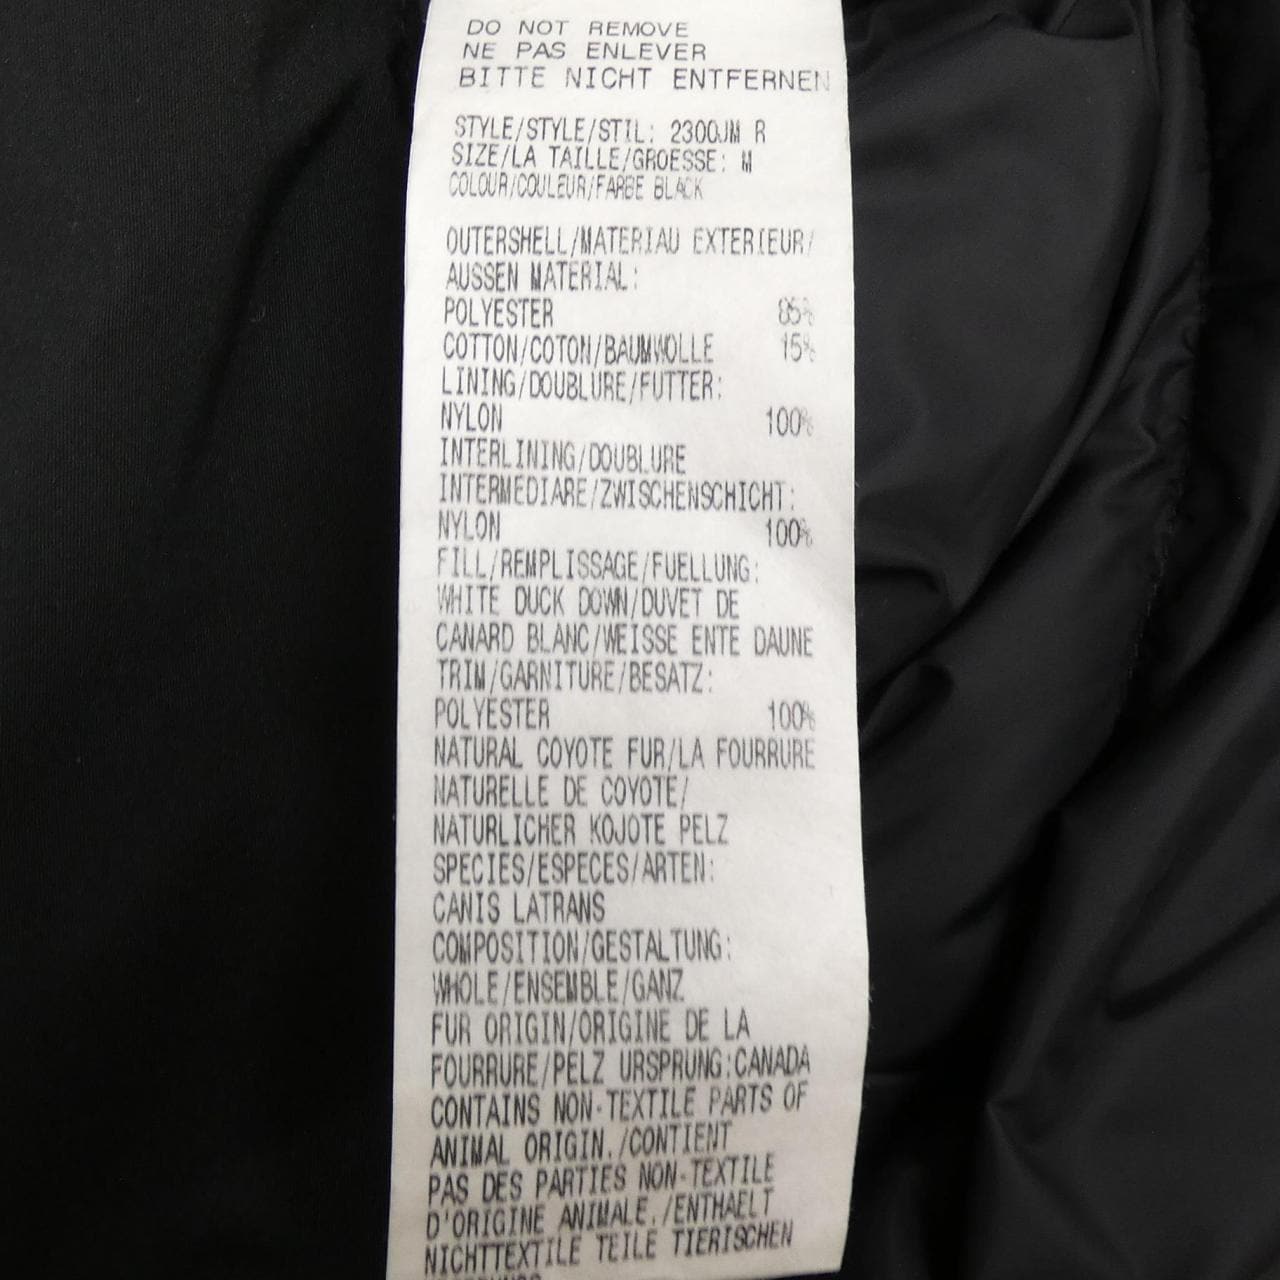 DO NOT REMOVE
NE PAS ENLEVER
BITTE NICHT ENTFERNEN
STYLE/STYLE/STIL: 2300JM R
SIZE/LA TAILLE/GROESSE: M
COLOUR/COULEUR/FARBE BLACK
OUTERSHELL/MATERIAU EXTERIEUR/
AUSSEN MATERIAL:
POLYESTER 85%
COTTON/COTON/BAUMWOLLE 15%
LINING/DOUBLURE/FUTTER:
NYLON 100%
INTERLINING/DOUBLURE
INTERMEDIARE/ZWISCHENSCHICHT:
NYLON 100%
FILL/REMPLISSAGE/FUELLUNG:
WHITE DUCK DOWN/DUVET DE
CANARD BLANC/WEISSE ENTE DAUNE
TRIM/GARNITURE/BESATZ:
POLYESTER 100%
NATURAL COYOTE FUR/LA FOURRURE
NATURELLE DE COYOTE/
NATURLICHER KOJOTE PELZ
SPECIES/ESPECES/ARTEN:
CANIS LATRANS
COMPOSITION/GESTALTUNG:
WHOLE/ENSEMBLE/GANZ
FUR ORIGIN/ORIGINE DE LA
FOURRURE/PELZ URSPRUNG:CANADA
CONTAINS NON-TEXTILE PARTS OF
ANIMAL ORIGIN./CONTIENT
PAS DES PARTIES NON-TEXTILE
D'ORIGINE ANIMALE./ENTHAELT
NICHTTEXTILE TEILE TIERISCHEN